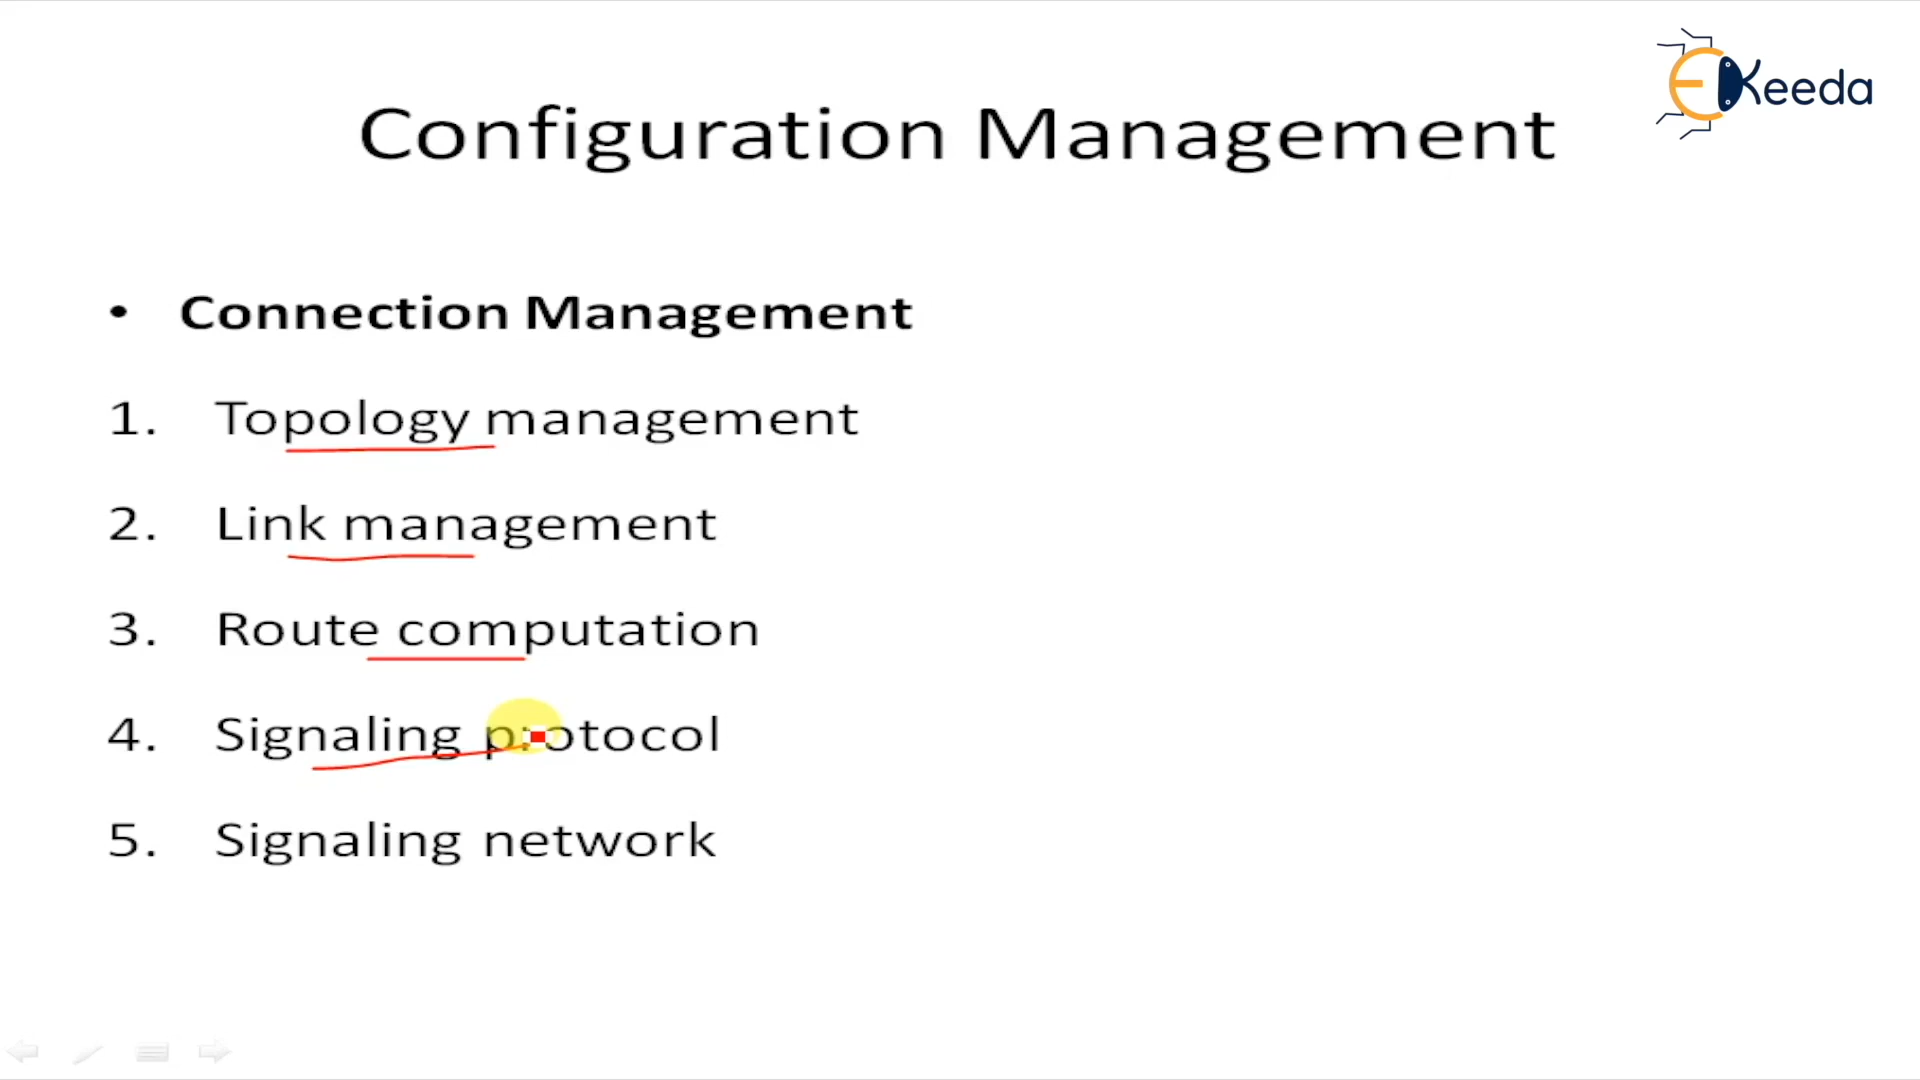 EKeeda
Configuration Management
• Connection Management
1. Topology management
2. Link management
3. Route computation
4. Signaling protocol
5. Signaling network